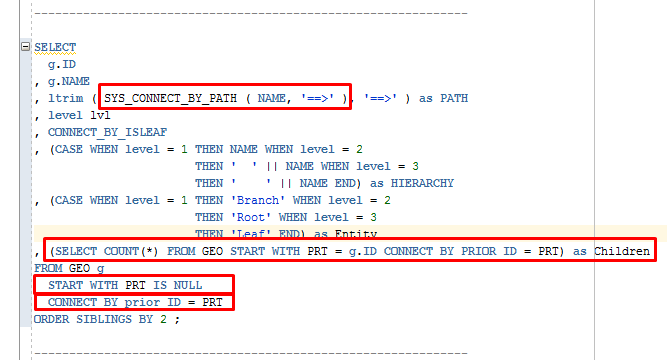 SELECT
g.ID
, g.NAME
, ltrim ( SYS_CONNECT_BY_PATH ( NAME, '==>' ), '==>' ) as PATH
, level lvl
, CONNECT_BY_ISLEAF
, (CASE WHEN level = 1 THEN NAME WHEN level = 2
THEN '  ' || NAME WHEN level = 3
THEN '    ' || NAME END) as HIERARCHY
, (CASE WHEN level = 1 THEN 'Branch' WHEN level = 2
THEN 'Root' WHEN level = 3
THEN 'Leaf' END) as Entity
, (SELECT COUNT(*) FROM GEO START WITH PRT = g.ID CONNECT BY PRIOR ID = PRT) as Children
FROM GEO g
START WITH PRT IS NULL
CONNECT BY prior ID = PRT
ORDER SIBLINGS BY 2 ;